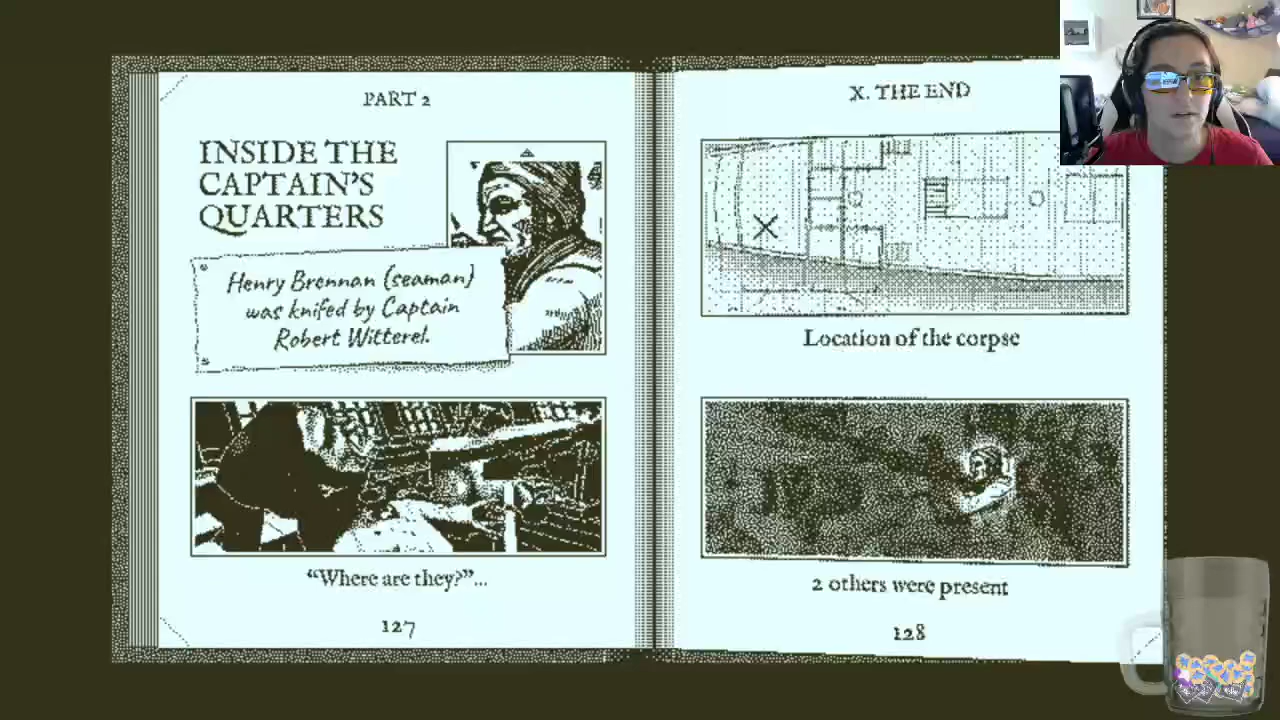 PART 2
INSIDE THE
CAPTAIN'S
QUARTERS
Henry Brennan (seaman)
was knifed by Captain
Robert Witterel.
"Where are they?"...
127
X. THE END
Location of the corpse
2 others were present
128